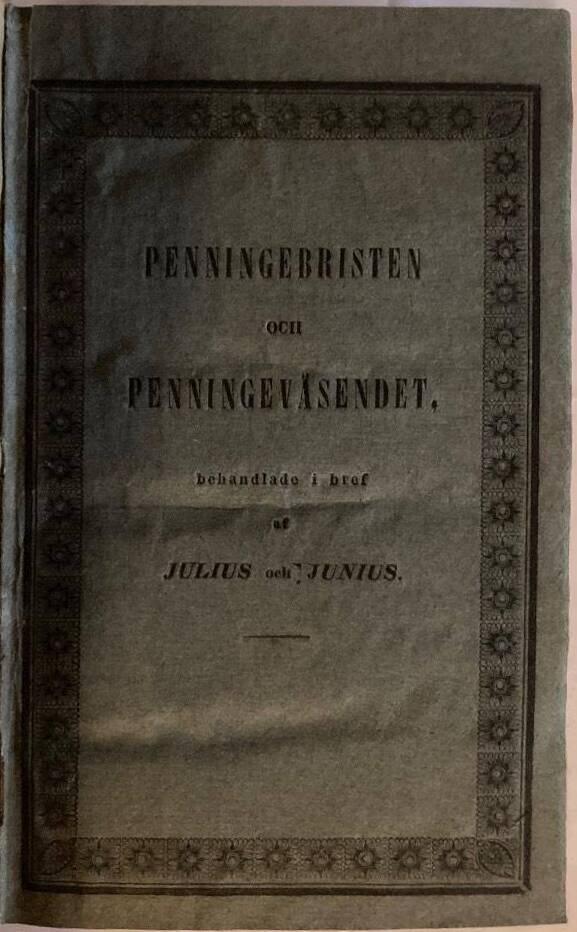 PENNINGEBRISTEN
OCH
PENNINGEVÄSENDET,
behandlade i bref
af
JULIUS och JUNIUS.